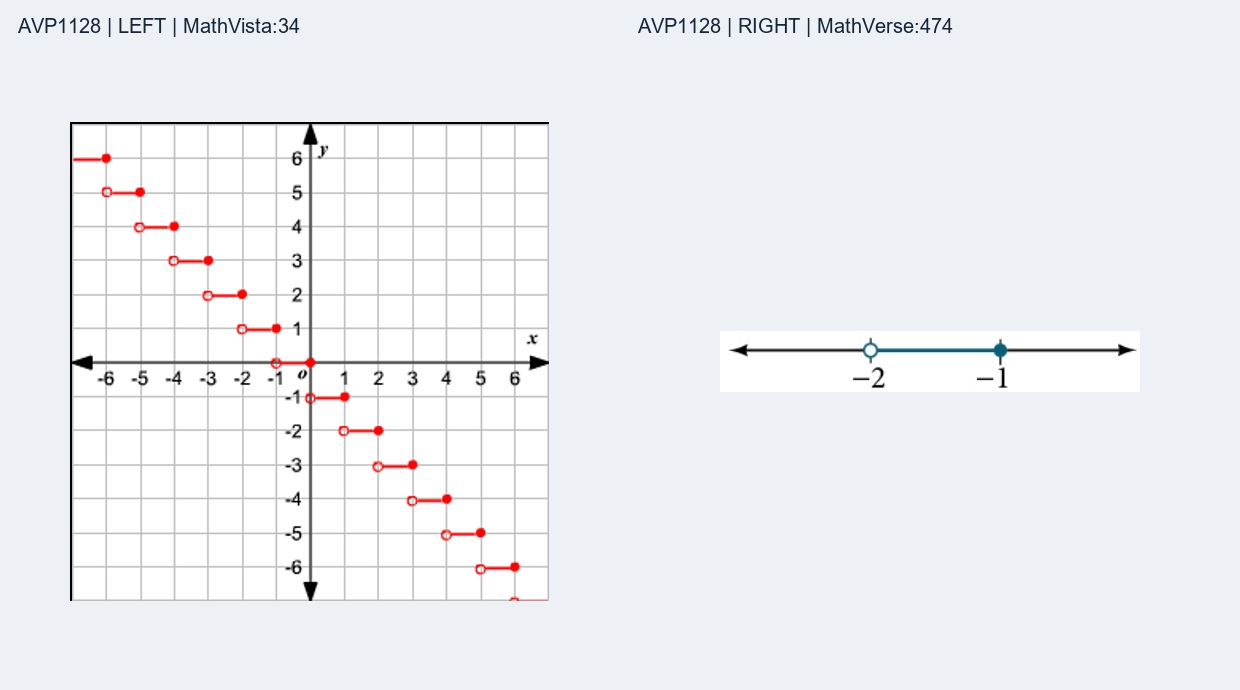 AVP1128 | LEFT | MathVista:34
AVP1128 | RIGHT | MathVerse:474
y
6
5
4
3
2
1
x
-6 -5 -4 -3 -2 -1 o 1 2 3 4 5 6
-1
-2
-3
-4
-5
-6
−2 −1